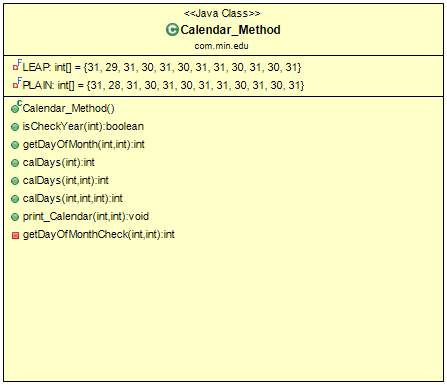 <<Java Class>>
Calendar_Method
com.min.edu
LEAP: int[] = {31, 29, 31, 30, 31, 30, 31, 31, 30, 31, 30, 31}
PLAIN: int[] = {31, 28, 31, 30, 31, 30, 31, 31, 30, 31, 30, 31}
Calendar_Method()
isCheckYear(int):boolean
getDayOfMonth(int,int):int
calDays(int):int
calDays(int,int):int
calDays(int,int,int):int
print_Calendar(int,int):void
getDayOfMonthCheck(int,int):int